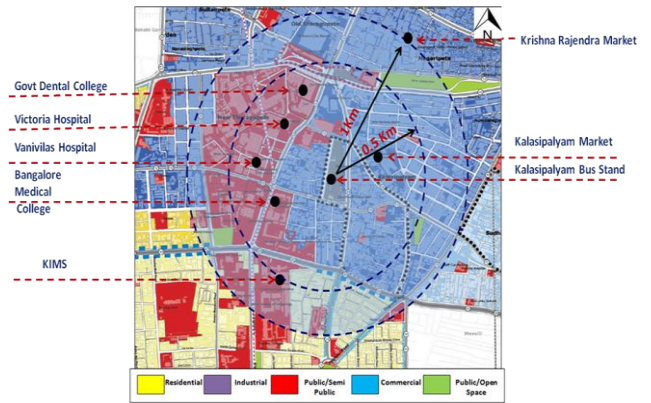 N
Krishna Rajendra Market
Govt Dental College
Victoria Hospital
1Km
0.5 Km
Vanivilas Hospital
Kalasipalyam Market
Kalasipalyam Bus Stand
Bangalore
Medical
College
KIMS
Residential
Industrial
Public/Semi
Public
Commercial
Public/Open
Space